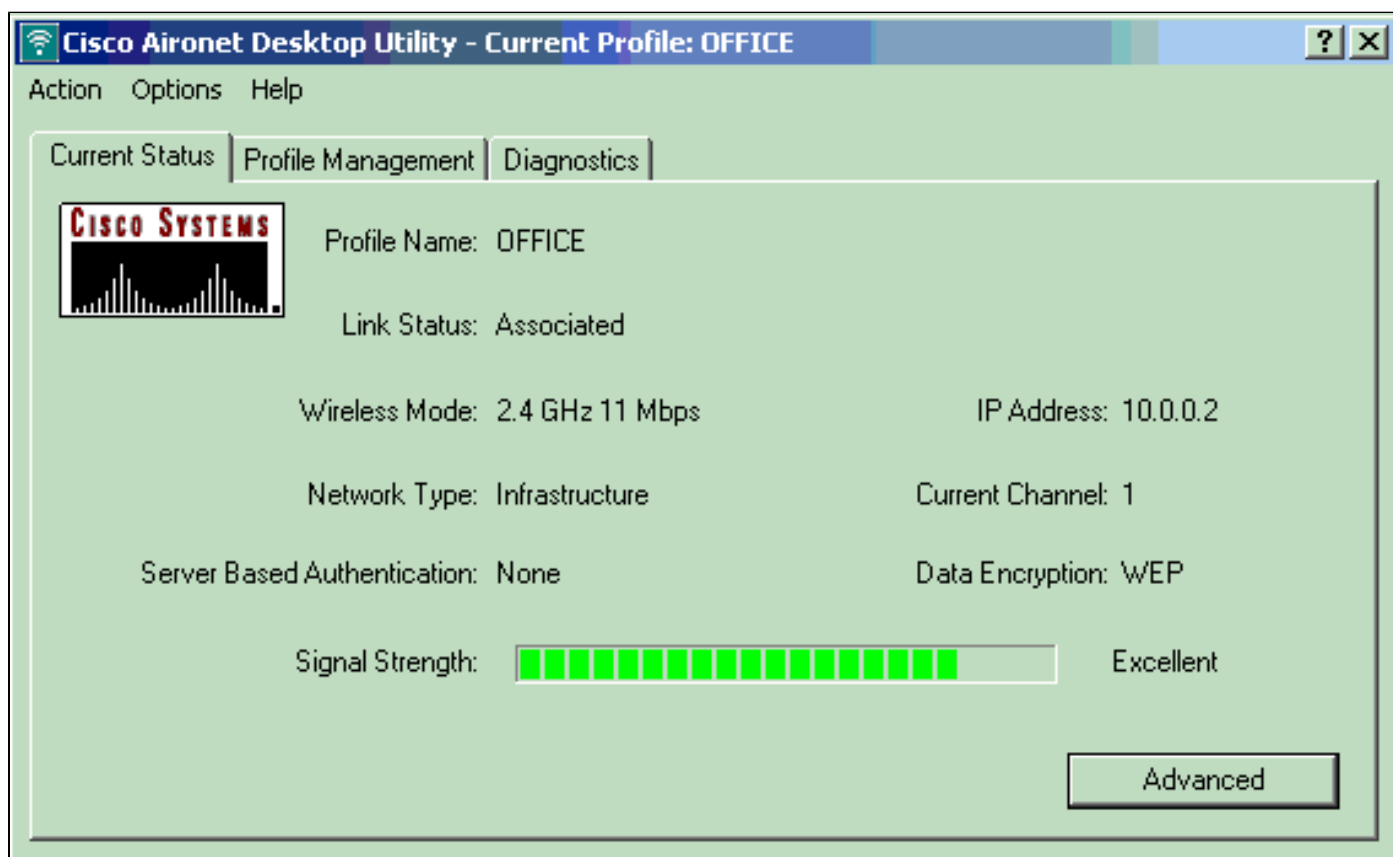 Cisco Aironet Desktop Utility - Current Profile: OFFICE
Action Options Help
Current Status Profile Management Diagnostics
CISCO SYSTEMS
Profile Name: OFFICE
Link Status: Associated
Wireless Mode: 2.4 GHz 11 Mbps IP Address: 10.0.0.2
Network Type: Infrastructure Current Channel: 1
Server Based Authentication: None Data Encryption: WEP
Signal Strength: Excellent
Advanced